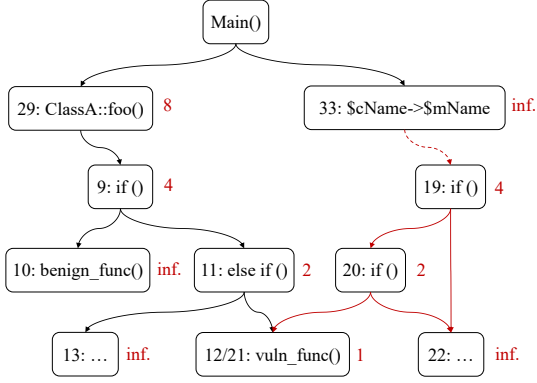 Main()
29: ClassA::foo() 8
33: $cName->$mName inf.
9: if () 4
19: if () 4
10: benign_func() inf.
11: else if () 2
20: if () 2
13: … inf.
12/21: vuln_func() 1
22: … inf.